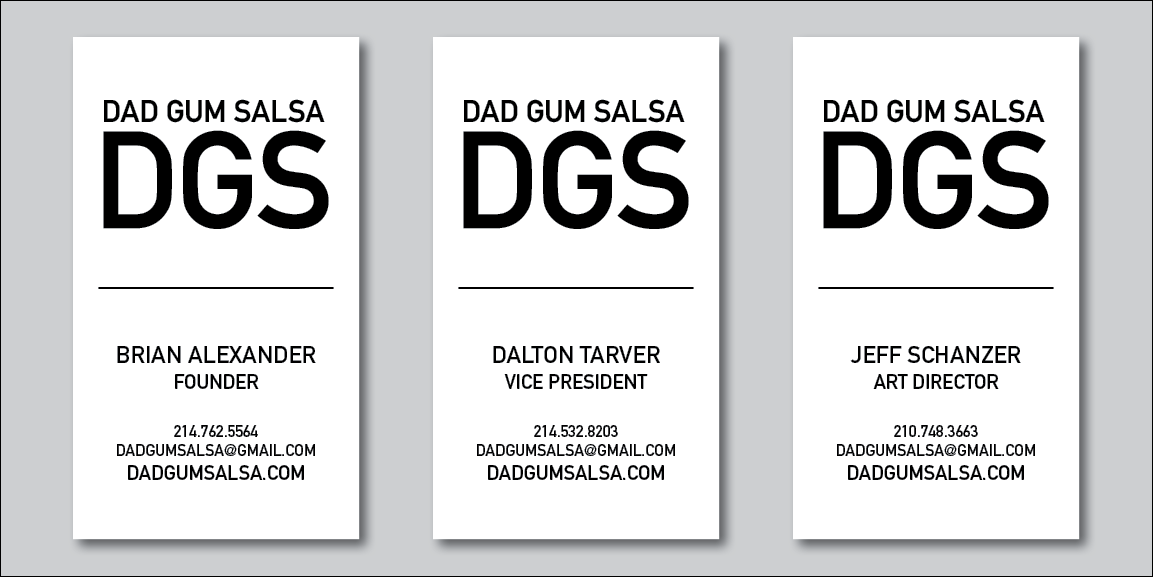 DAD GUM SALSA
DGS
BRIAN ALEXANDER
FOUNDER
214.762.5564
DADGUMSALSA@GMAIL.COM
DADGUMSALSA.COM
DAD GUM SALSA
DGS
DALTON TARVER
VICE PRESIDENT
214.532.8203
DADGUMSALSA@GMAIL.COM
DADGUMSALSA.COM
DAD GUM SALSA
DGS
JEFF SCHANZER
ART DIRECTOR
210.748.3663
DADGUMSALSA@GMAIL.COM
DADGUMSALSA.COM